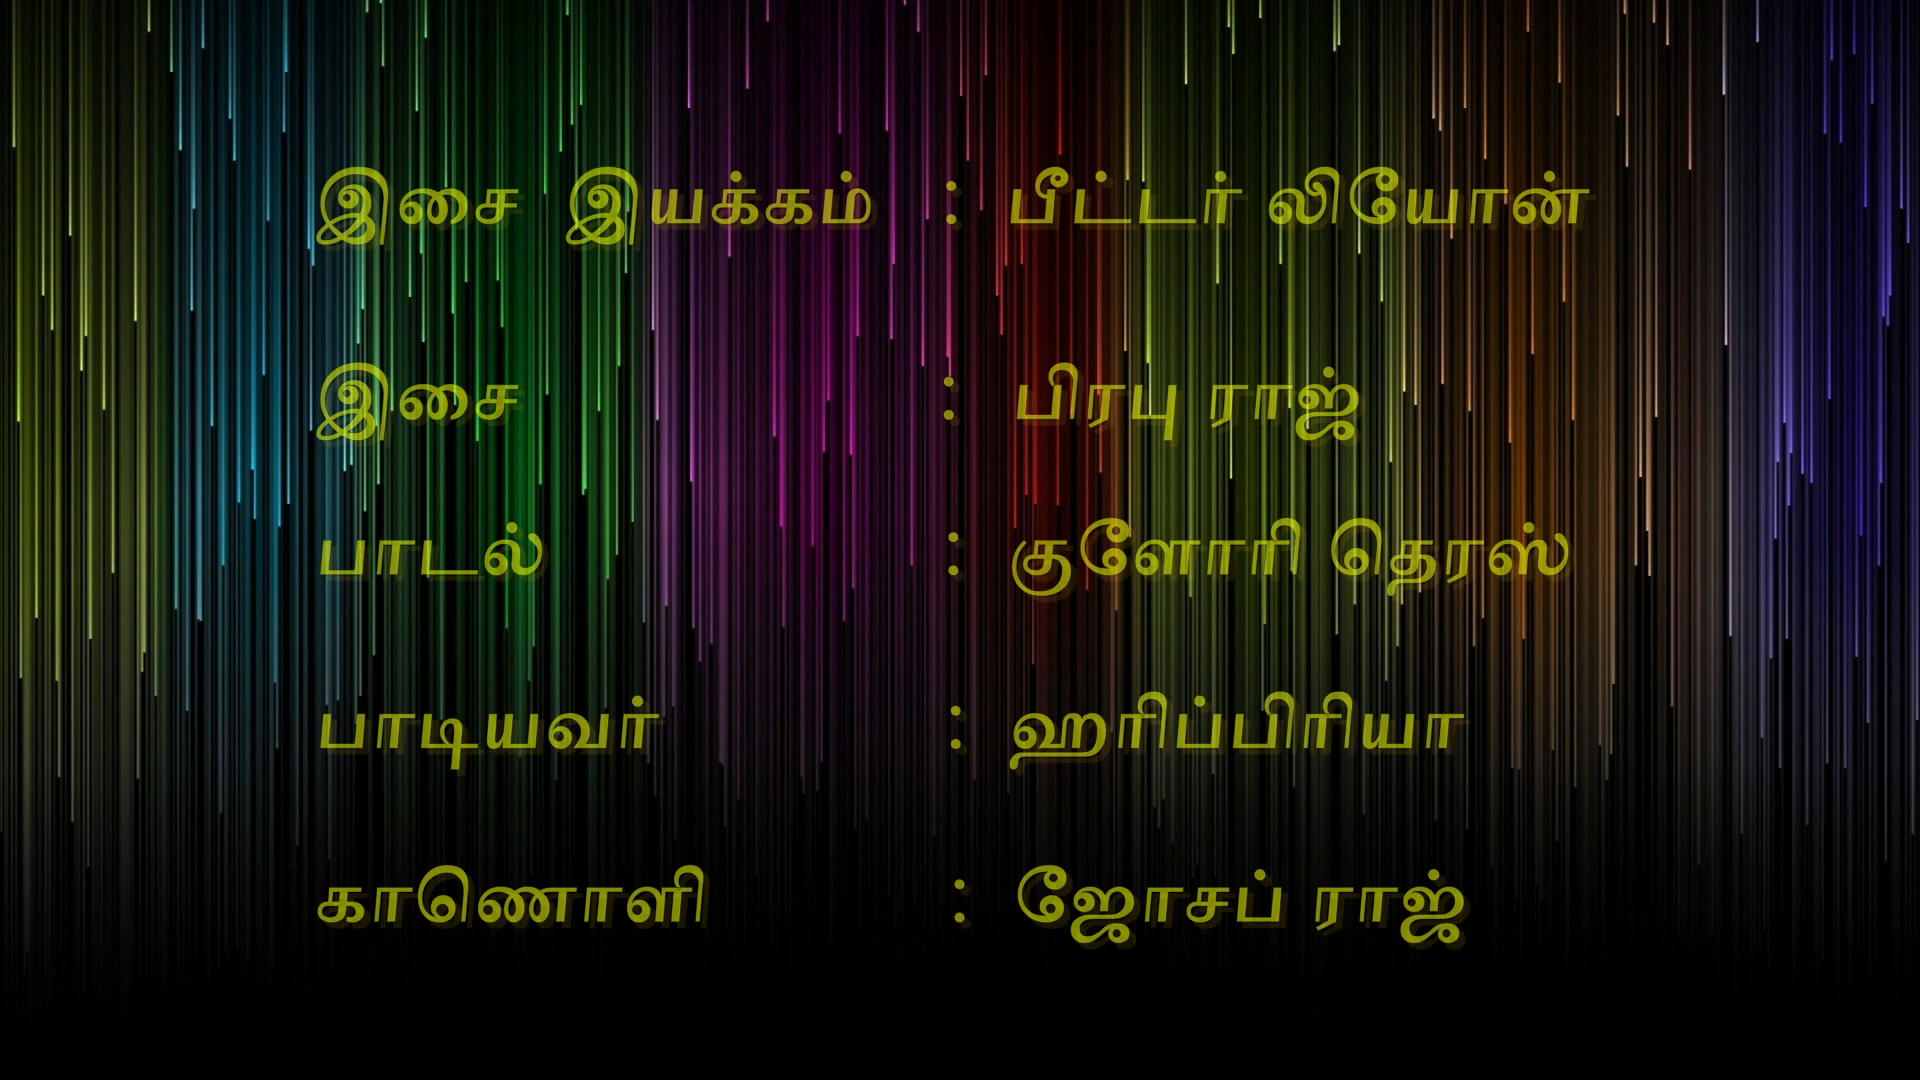 இசை இயக்கம் : பீட்டர் லியோன்
இசை : பிரபு ராஜ்
பாடல் : குளோரி தெரஸ்
பாடியவர் : ஹரிப்பிரியா
காணொளி : ஜோசப் ராஜ்